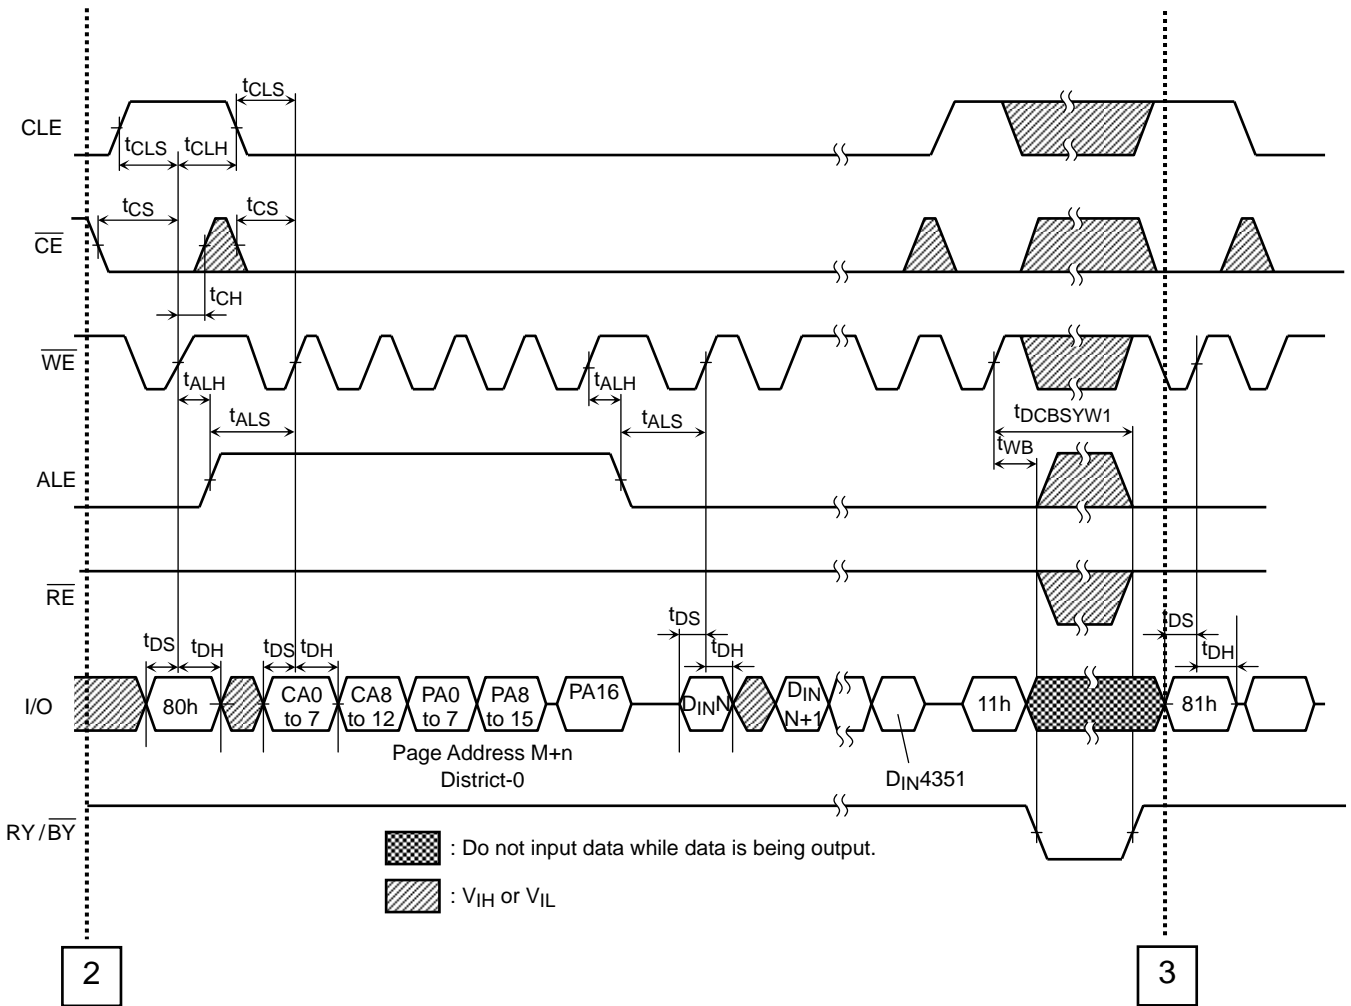 tCLS
CLE
tCLS
tCLH
tCS
tCS
CE
tCH
WE
tALH
tALH
tALS
tALS
tDCBSYW1
tWB
ALE
RE
tDS
tDH
tDS
tDH
tDS
tDH
tDS
tDH
I/O
80h
CA0
to 7
CA8
to 12
PA0
to 7
PA8
to 15
PA16
DINN
DIN
N+1
11h
81h
Page Address M+n
District-0
DIN4351
RY/BY
: Do not input data while data is being output.
: VIH or VIL
2
3